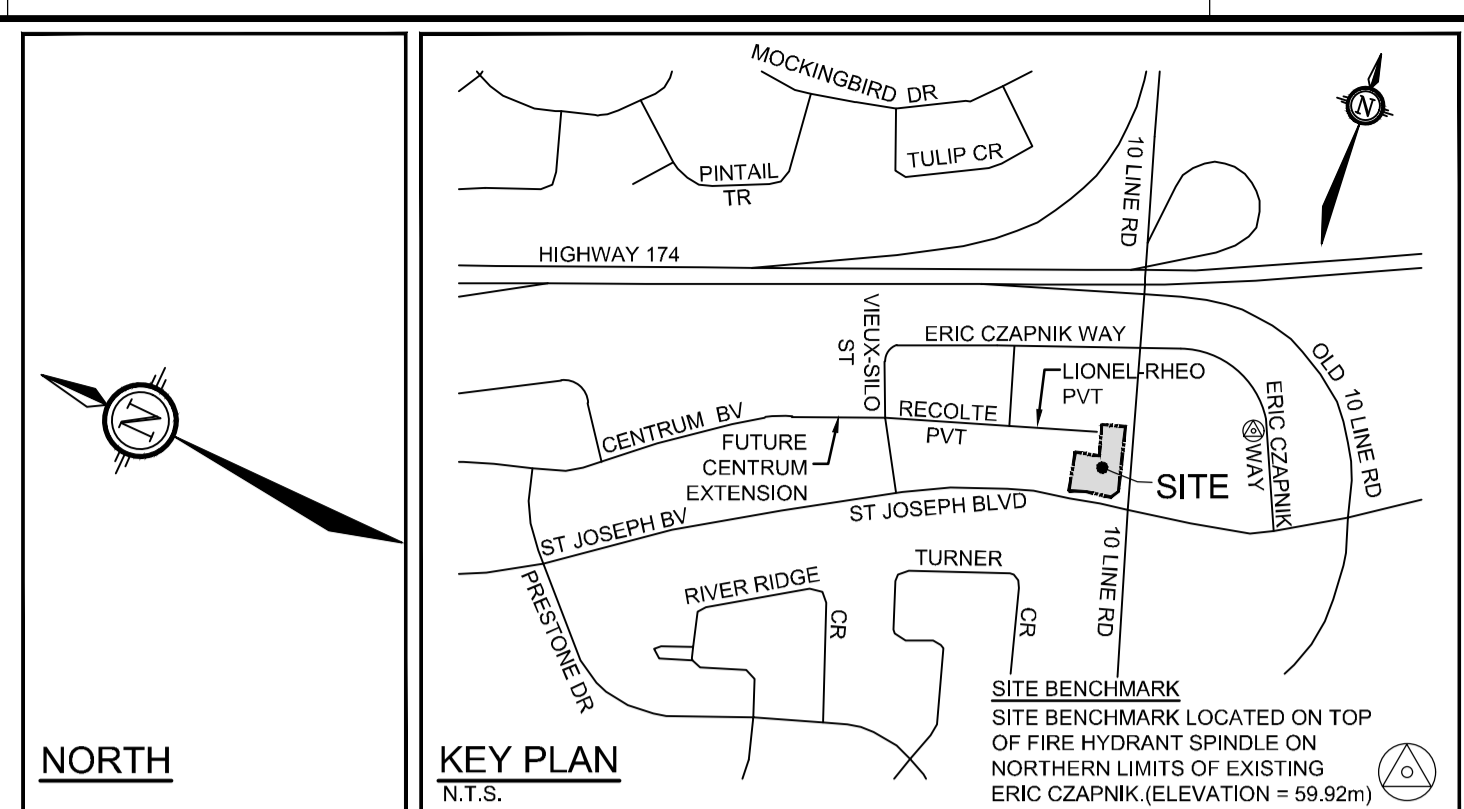 NORTH
N
MOCKINGBIRD DR
PINTAIL
TR
TULIP CR
10 LINE RD
N
HIGHWAY 174
VIEUX-SILO
ST
ERIC CZAPNIK WAY
LIONEL-RHEO
PVT
OLD 10 LINE RD
ERIC CZAPNIK
WAY
CENTRUM BV
RECOLTE
PVT
FUTURE
CENTRUM
EXTENSION
SITE
ST JOSEPH BV
ST JOSEPH BLVD
10 LINE RD
PRESTONE DR
RIVER RIDGE
CR
TURNER
CR
SITE BENCHMARK
SITE BENCHMARK LOCATED ON TOP
OF FIRE HYDRANT SPINDLE ON
NORTHERN LIMITS OF EXISTING
ERIC CZAPNIK.(ELEVATION = 59.92m)
KEY PLAN
N.T.S.